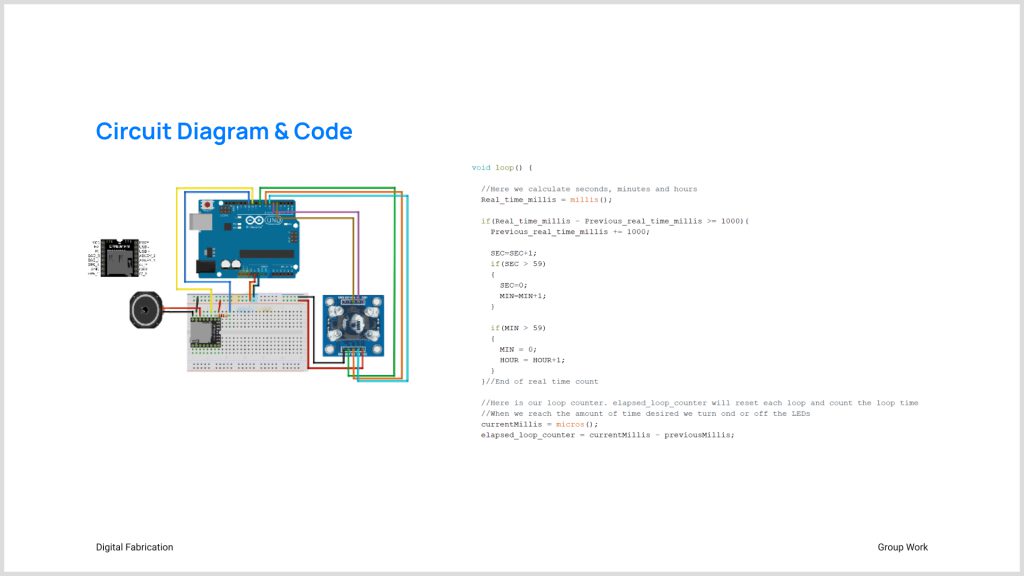 Circuit Diagram & Code
UNO
void loop() {
//Here we calculate seconds, minutes and hours
Real_time_millis = millis();
if(Real_time_millis - Previous_real_time_millis >= 1000){
Previous_real_time_millis += 1000;
SEC=SEC+1;
if(SEC > 59)
{
SEC=0;
MIN=MIN+1;
}
if(MIN > 59)
{
MIN = 0;
HOUR = HOUR+1;
}
}//End of real time count
//Here is our loop counter. elapsed_loop_counter will reset each loop and count the loop time
//When we reach the amount of time desired we turn ond or off the LEDs
currentMillis = micros();
elapsed_loop_counter = currentMillis - previousMillis;
Digital Fabrication
Group Work